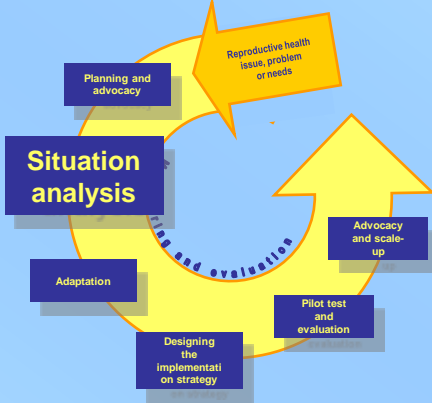 Reproductive health
issue, problem
or needs
Planning and
advocacy
Situation
analysis
Adaptation
Designing
the
implementati
on strategy
Pilot test
and
evaluation
Advocacy
and scale-
up
ring and evaluation